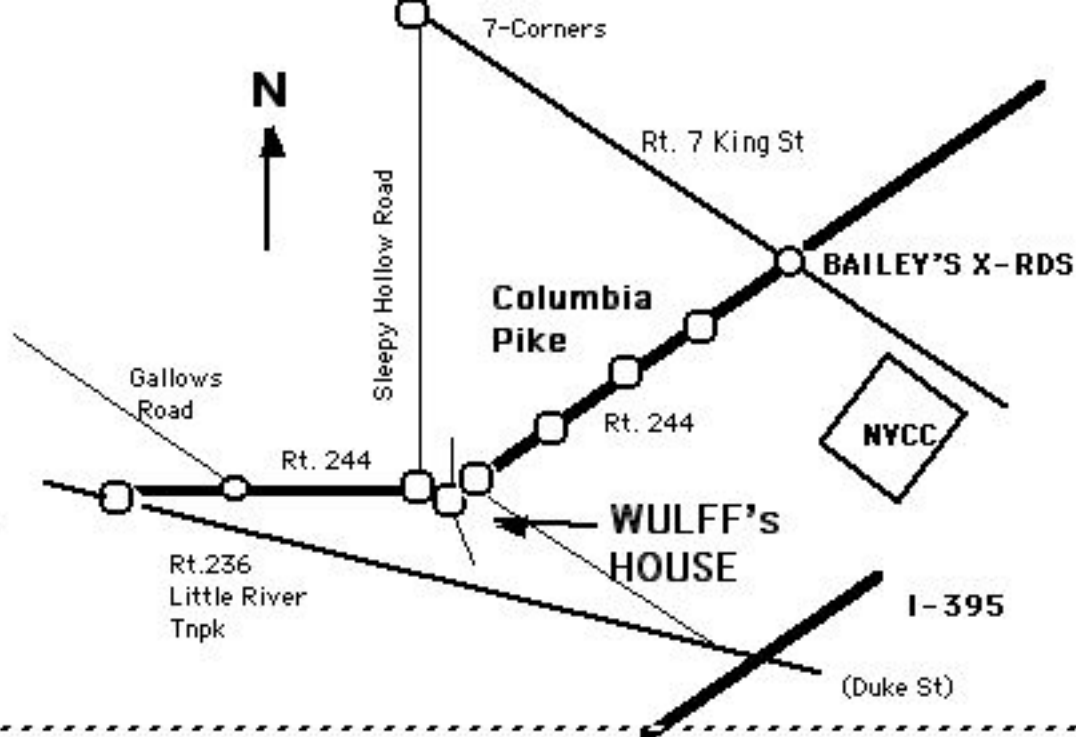 7-Corners
N
Rt. 7 King St
Sleepy Hollow Road
BAILEY'S X-RDS
Columbia
Pike
Gallows
Road
Rt. 244
NVCC
Rt. 244
WULFF's
HOUSE
Rt.236
Little River
Tnpk
I-395
(Duke St)